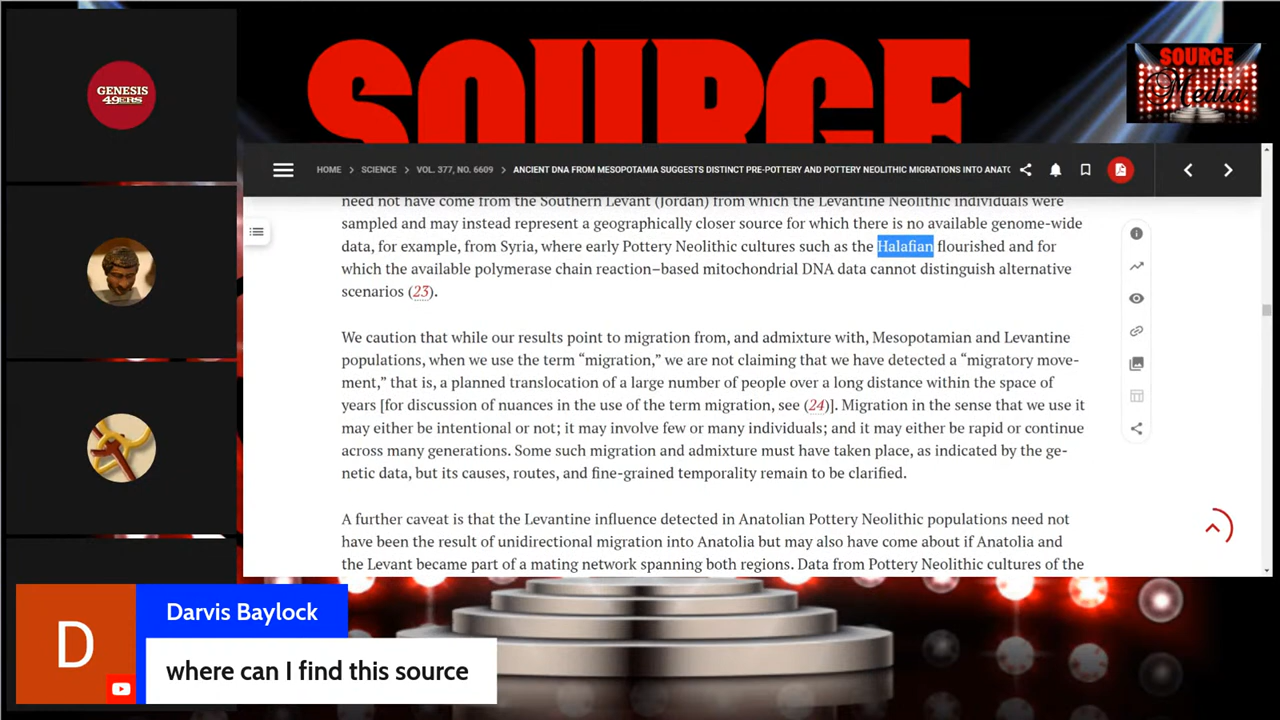 GENESIS
49ERS
SOURCE
SOURCE
Media
HOME > SCIENCE > VOL. 377, NO. 6609 > ANCIENT DNA FROM MESOPOTAMIA SUGGESTS DISTINCT PRE-POTTERY AND POTTERY NEOLITHIC MIGRATIONS INTO ANATO
need not have come from the Southern Levant (Jordan) from which the Levantine Neolithic individuals were
sampled and may instead represent a geographically closer source for which there is no available genome-wide
data, for example, from Syria, where early Pottery Neolithic cultures such as the Halafian flourished and for
which the available polymerase chain reaction–based mitochondrial DNA data cannot distinguish alternative
scenarios (23).
We caution that while our results point to migration from, and admixture with, Mesopotamian and Levantine
populations, when we use the term “migration,” we are not claiming that we have detected a “migratory move-
ment,” that is, a planned translocation of a large number of people over a long distance within the space of
years [for discussion of nuances in the use of the term migration, see (24)]. Migration in the sense that we use it
may either be intentional or not; it may involve few or many individuals; and it may either be rapid or continue
across many generations. Some such migration and admixture must have taken place, as indicated by the ge-
netic data, but its causes, routes, and fine-grained temporality remain to be clarified.
A further caveat is that the Levantine influence detected in Anatolian Pottery Neolithic populations need not
have been the result of unidirectional migration into Anatolia but may also have come about if Anatolia and
the Levant became part of a mating network spanning both regions. Data from Pottery Neolithic cultures of the
D
Darvis Baylock
where can I find this source